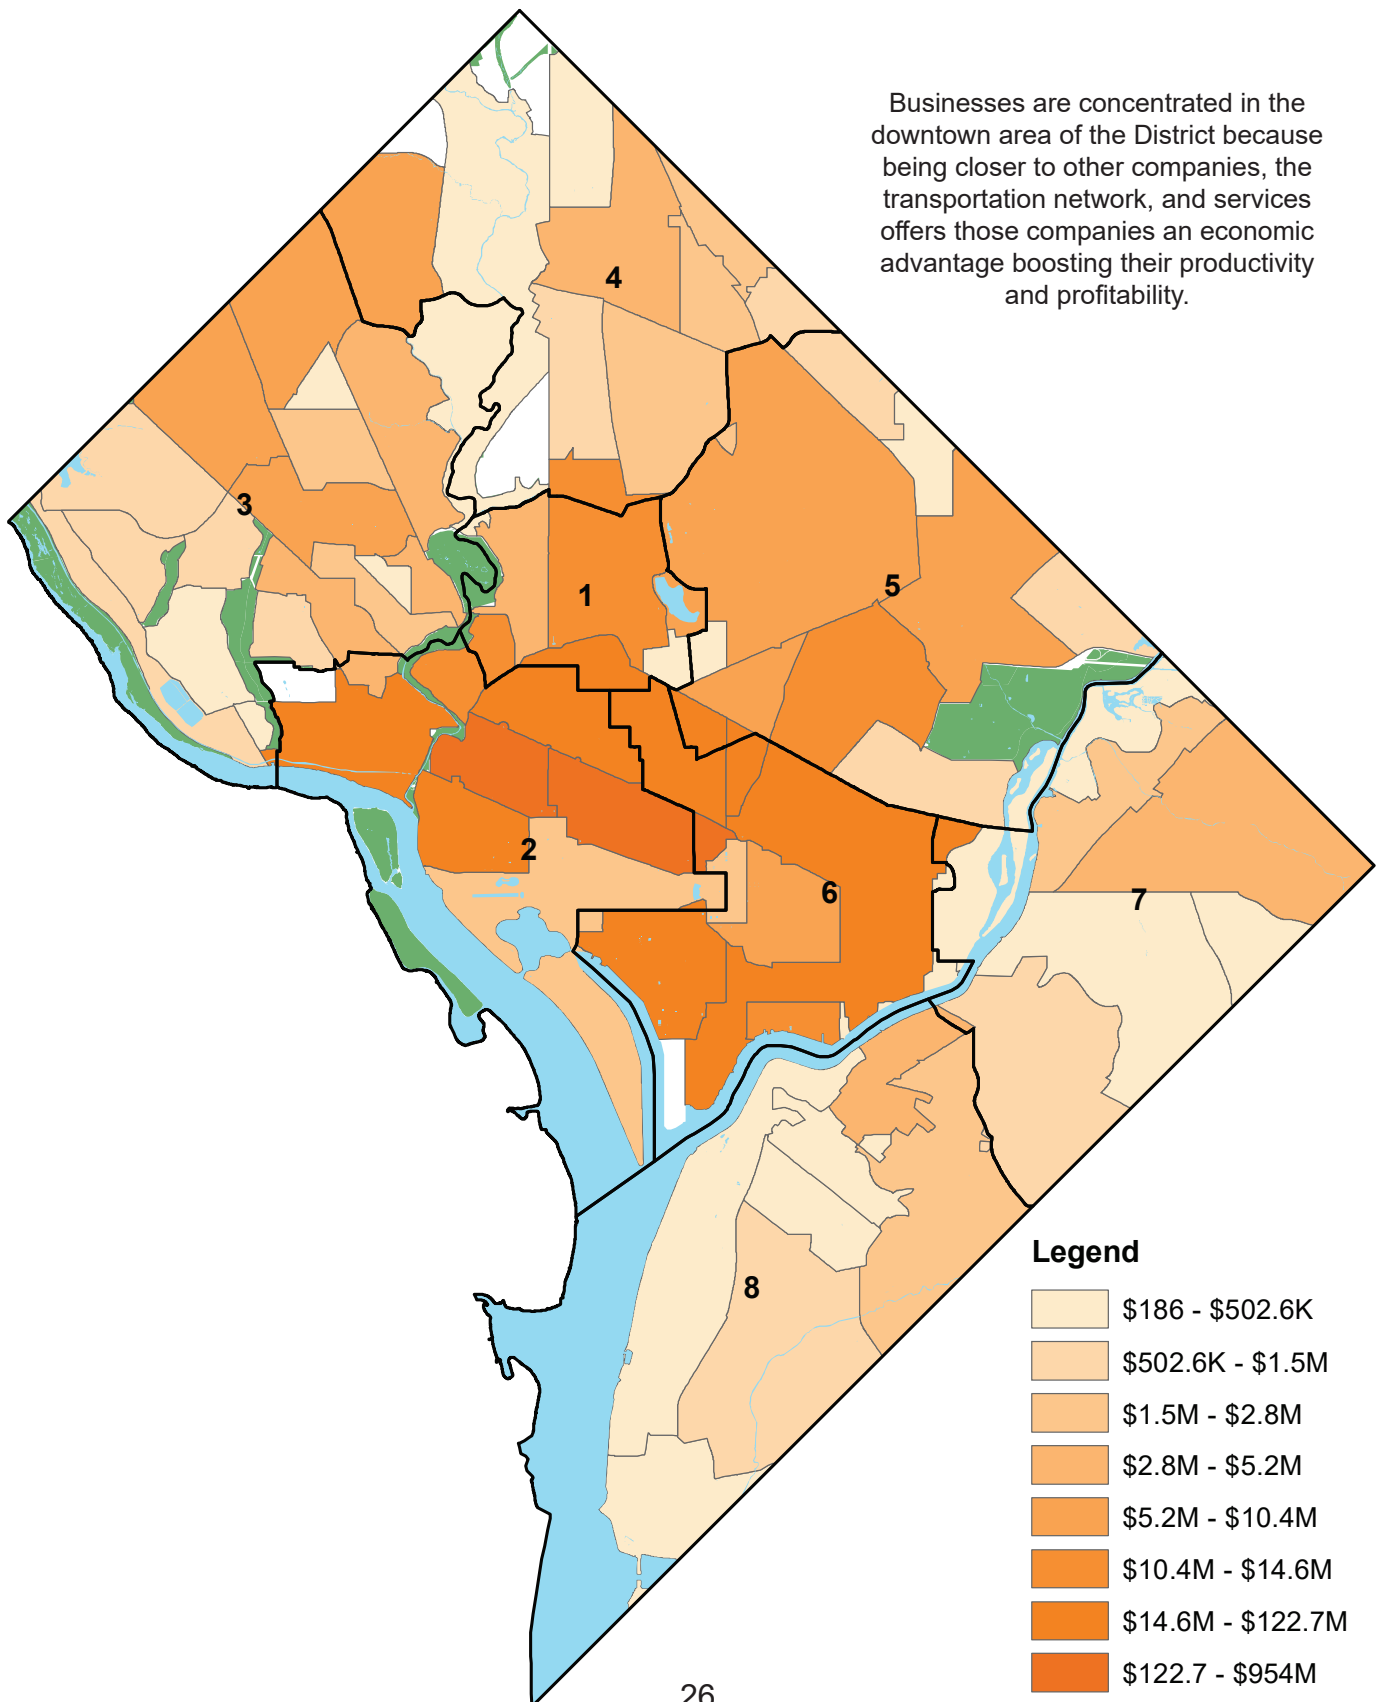 Businesses are concentrated in the
downtown area of the District because
being closer to other companies, the
transportation network, and services
offers those companies an economic
advantage boosting their productivity
and profitability.
4
3
5
1
2
6
7
8
Legend
$186 - $502.6K
$502.6K - $1.5M
$1.5M - $2.8M
$2.8M - $5.2M
$5.2M - $10.4M
$10.4M - $14.6M
$14.6M - $122.7M
$122.7 - $954M
26